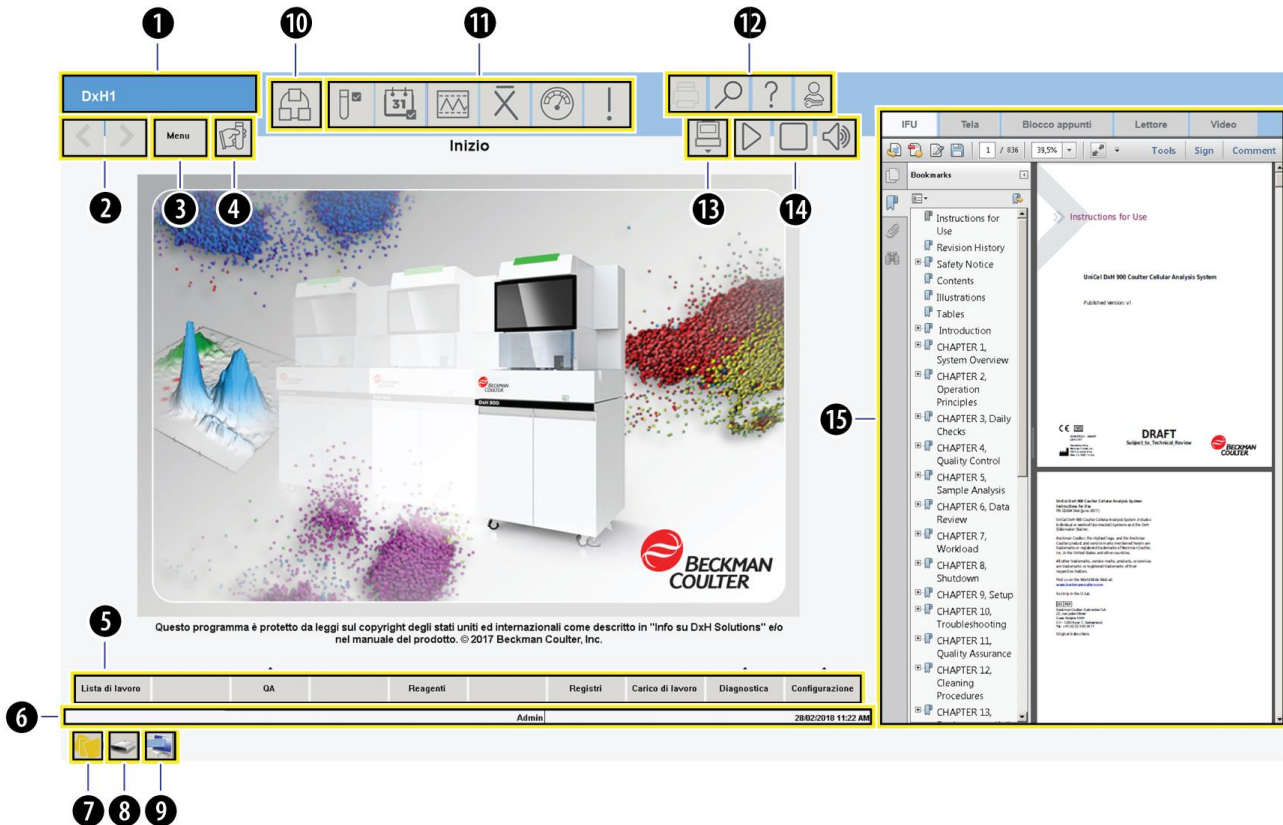 1
10
11
12
DxH1
31
?
!
Menu
Inizio
2
3
4
13
14
IFU
Tela
Blocco appunti
Lettore
Video
1 / 836
39,5%
Tools
Sign
Comment
Bookmarks
Instructions for
Use
Revision History
Safety Notice
Contents
Illustrations
Tables
Introduction
CHAPTER 1,
System Overview
CHAPTER 2,
Operation
Principles
CHAPTER 3, Daily
Checks
CHAPTER 4,
Quality Control
CHAPTER 5,
Sample Analysis
CHAPTER 6, Data
Review
CHAPTER 7,
Workload
CHAPTER 8,
Shutdown
CHAPTER 9, Setup
CHAPTER 10,
Troubleshooting
CHAPTER 11,
Quality Assurance
CHAPTER 12,
Cleaning
Procedures
CHAPTER 13,
Instructions for Use
UniCel DxH 900 Coulter Cellular Analysis System
Published Version: v1
DRAFT
Subject_to_Technical_Review
BECKMAN
COULTER
15
BECKMAN
COULTER
DxH 900
BECKMAN
COULTER
Questo programma è protetto da leggi sul copyright degli stati uniti ed internazionali come descritto in "Info su DxH Solutions" e/o
nel manuale del prodotto. © 2017 Beckman Coulter, Inc.
5
Lista di lavoro
QA
Reagenti
Registri
Carico di lavoro
Diagnostica
Configurazione
6
Admin
28/02/2018 11:22 AM
7
8
9